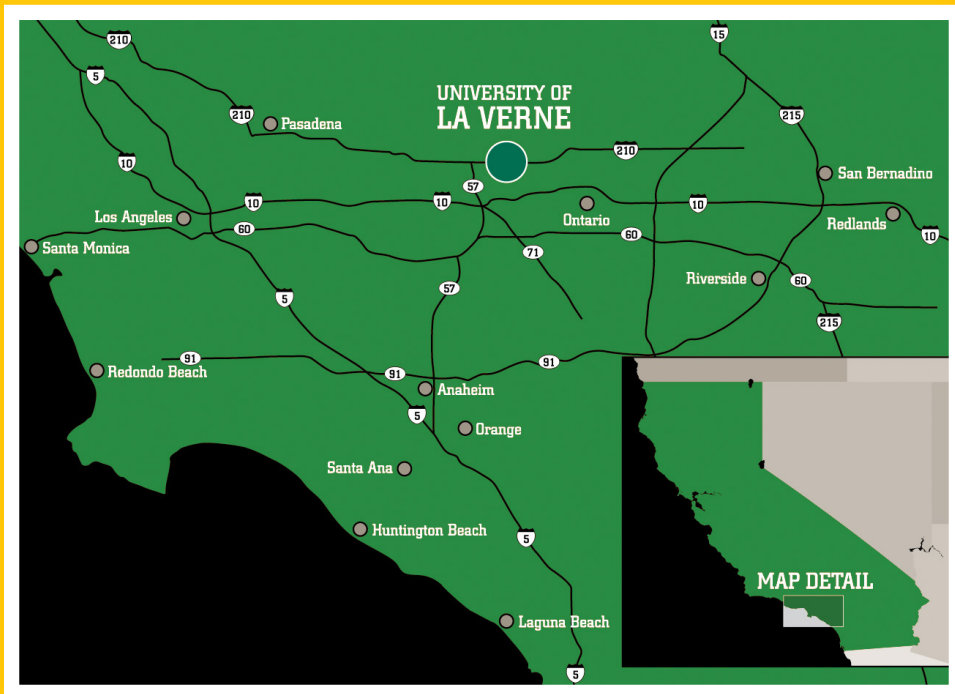 15
210
5
UNIVERSITY OF
LA VERNE
210
215
Pasadena
210
10
San Bernadino
57
10
10
10
Ontario
Los Angeles
Redlands
60
60
10
Santa Monica
71
Riverside
60
57
5
215
91
91
Redondo Beach
91
Anaheim
5
Orange
Santa Ana
Huntington Beach
5
MAP DETAIL
Laguna Beach
5